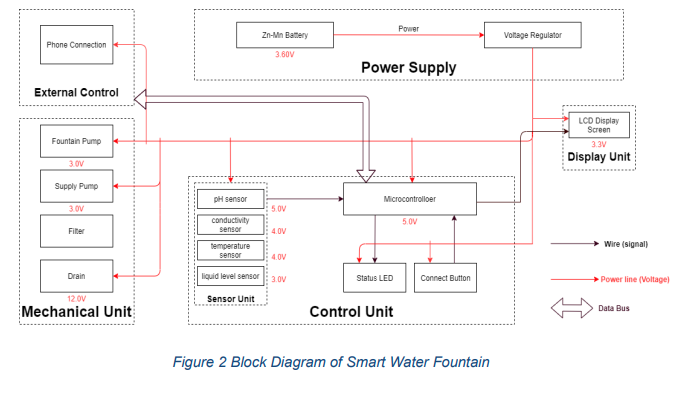 Phone Connection
External Control
Zn-Mn Battery
3.60V
Power
Voltage Regulator
Power Supply
Fountain Pump
3.0V
Supply Pump
3.0V
Filter
Drain
12.0V
Mechanical Unit
pH sensor
5.0V
conductivity
sensor
4.0V
temperature
sensor
4.0V
liquid level sensor
3.0V
Sensor Unit
Microcontrolloer
5.0V
Status LED
Connect Button
Control Unit
LCD Display
Screen
3.3V
Display Unit
Wire (signal)
Power line (Voltage)
Data Bus
Figure 2 Block Diagram of Smart Water Fountain